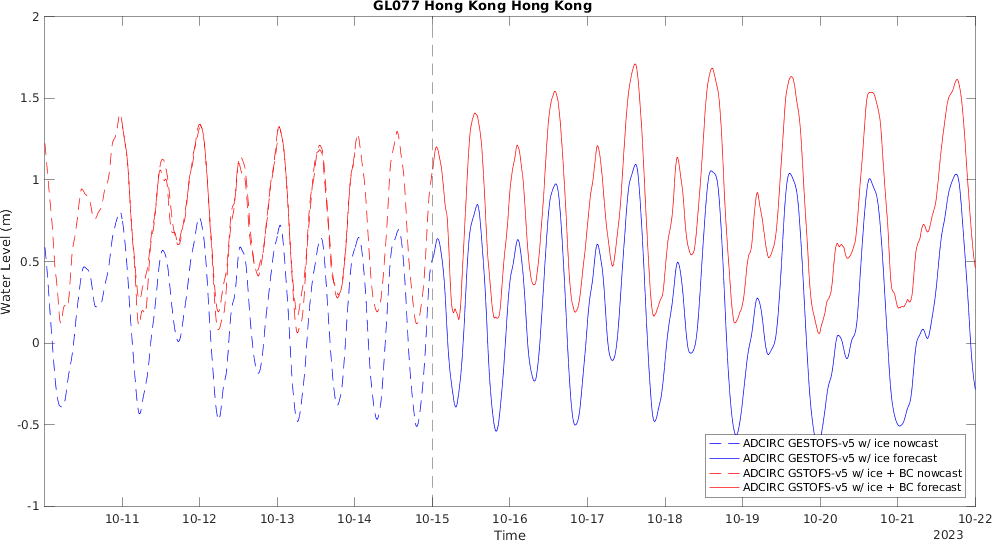 GL077 Hong Kong Hong Kong
Water Level (m)
2
1.5
1
0.5
0
-0.5
-1
10-11
10-12
10-13
10-14
10-15
10-16
10-17
10-18
10-19
10-20
10-21
10-22
Time
2023
ADCIRC GESTOFS-v5 w/ ice nowcast
ADCIRC GESTOFS-v5 w/ ice forecast
ADCIRC GSTOFS-v5 w/ ice + BC nowcast
ADCIRC GSTOFS-v5 w/ ice + BC forecast